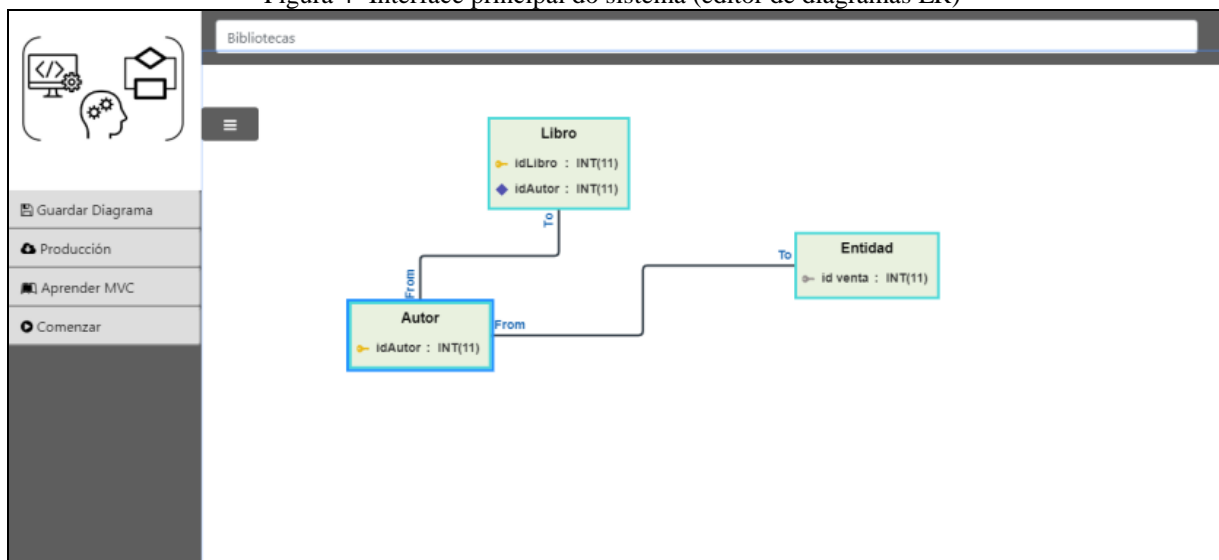 Figura 4- Interface principal do sistema (editor de diagramas ER)
Bibliotecas
</>
Guardar Diagrama
Producción
Aprender MVC
Comenzar
Libro
idLibro : INT(11)
idAutor : INT(11)
To
From
Autor
idAutor : INT(11)
From
To
Entidad
id venta : INT(11)